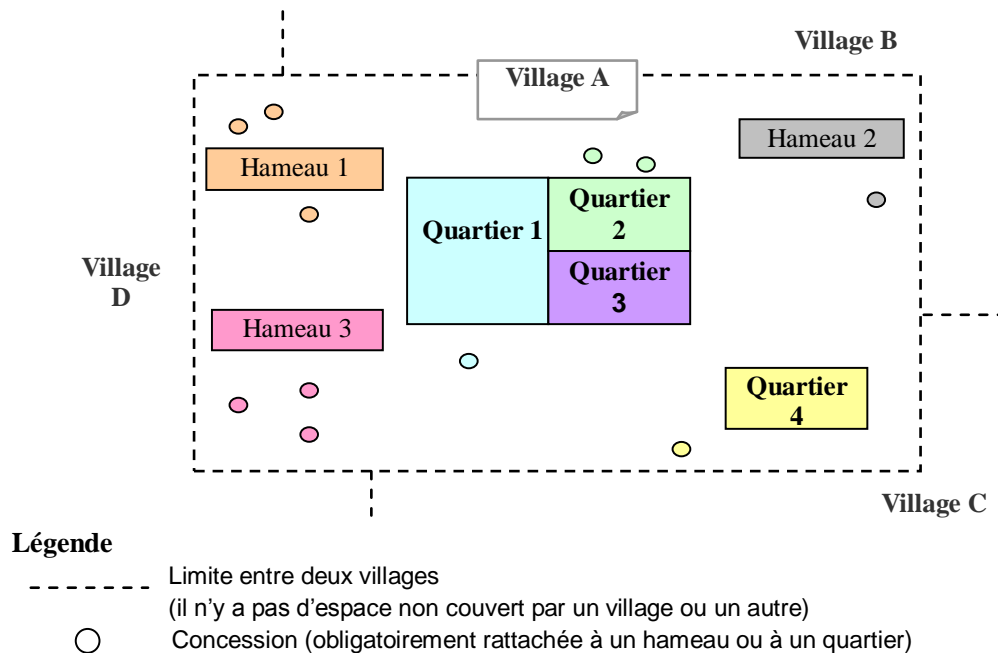 Village B
Village A
Hameau 2
Hameau 1
Quartier 1
Quartier
2
Quartier
3
Village
D
Hameau 3
Quartier
4
Village C
Légende
Limite entre deux villages
(il n'y a pas d'espace non couvert par un village ou un autre)
Concession (obligatoirement rattachée à un hameau ou à un quartier)